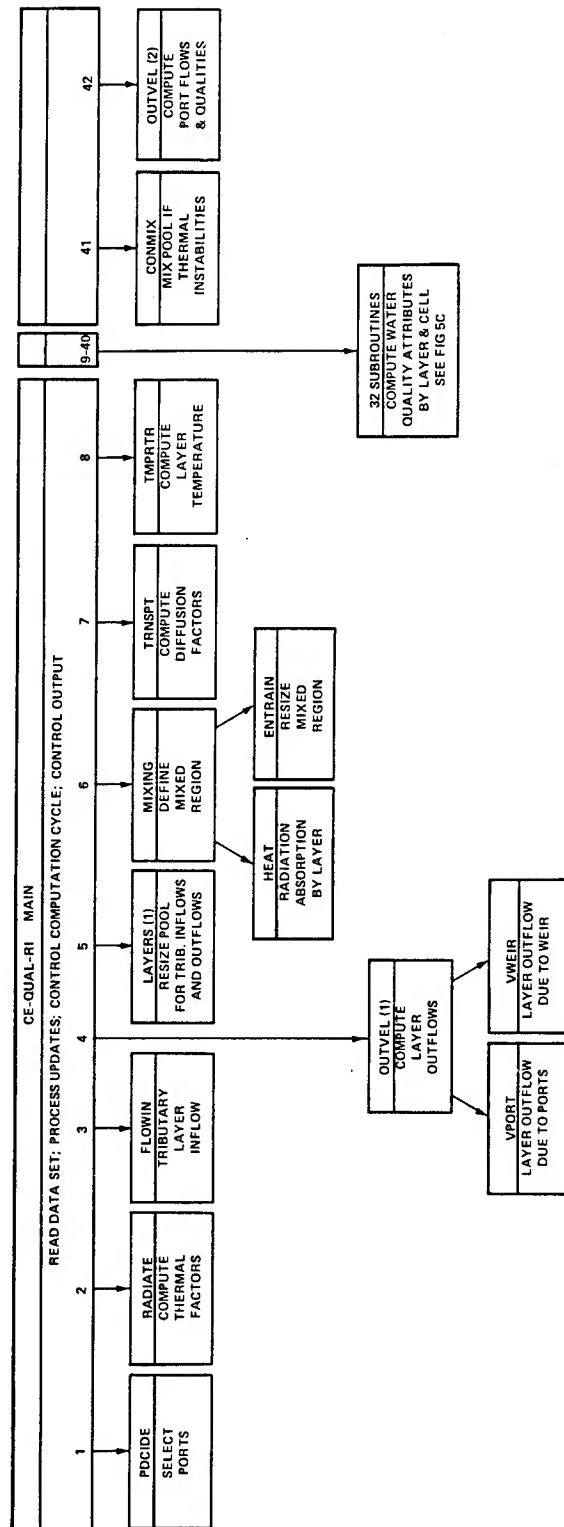 CE-QUAL-RI MAIN
READ DATA SET; PROCESS UPDATES; CONTROL COMPUTATION CYCLE; CONTROL OUTPUT
1
2
3
4
5
6
7
8
9-40
41
42
PDCIDE
SELECT
PORTS
RADIATE
COMPUTE
THERMAL
FACTORS
FLOWIN
TRIBUTARY
LAYER
INFLOW
LAYERS (1)
RESIZE POOL
FOR TRIB. INFLOWS
AND OUTFLOWS
MIXING
DEFINE
MIXED
REGION
TRNSPT
COMPUTE
DIFFUSION
FACTORS
TMPRTR
COMPUTE
LAYER
TEMPERATURE
CONMIX
MIX POOL IF
THERMAL
INSTABILITIES
OUTVEL (2)
COMPUTE
PORT FLOWS
& QUALITIES
HEAT
RADIATION
ABSORPTION
BY LAYER
ENTRAIN
RESIZE
MIXED
REGION
OUTVEL (1)
COMPUTE
LAYER
OUTFLOWS
32 SUBROUTINES
COMPUTE WATER
QUALITY ATTRIBUTES
BY LAYER & CELL
SEE FIG 5C
VPORT
LAYER OUTFLOW
DUE TO PORTS
VWEIR
LAYER OUTFLOW
DUE TO WEIR